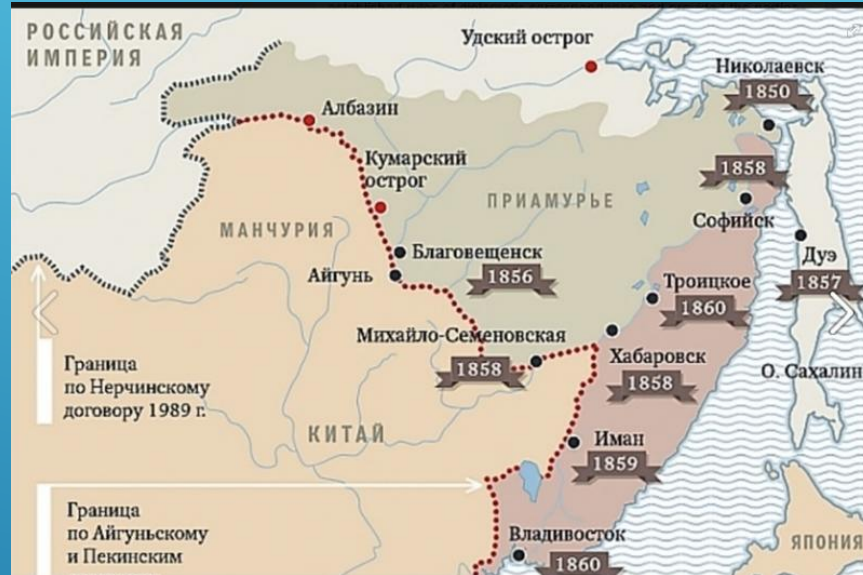 РОССИЙСКАЯ
ИМПЕРИЯ
Удский острог
Николаевск
1850
Албазин
Кумарский
острог
1858
ПРИАМУРЬЕ
МАНЧУРИЯ
Софийск
Благовещенск
1856
Айгунь
Дуэ
1857
Троицкое
1860
Михайло-Семеновская
1858
Хабаровск
1858
О. Сахалин
Граница
по Нерчинскому
договору 1989 г.
КИТАЙ
Иман
1859
Граница
по Айгуньскому
и Пекинским
Владивосток
1860
ЯПОНИЯ